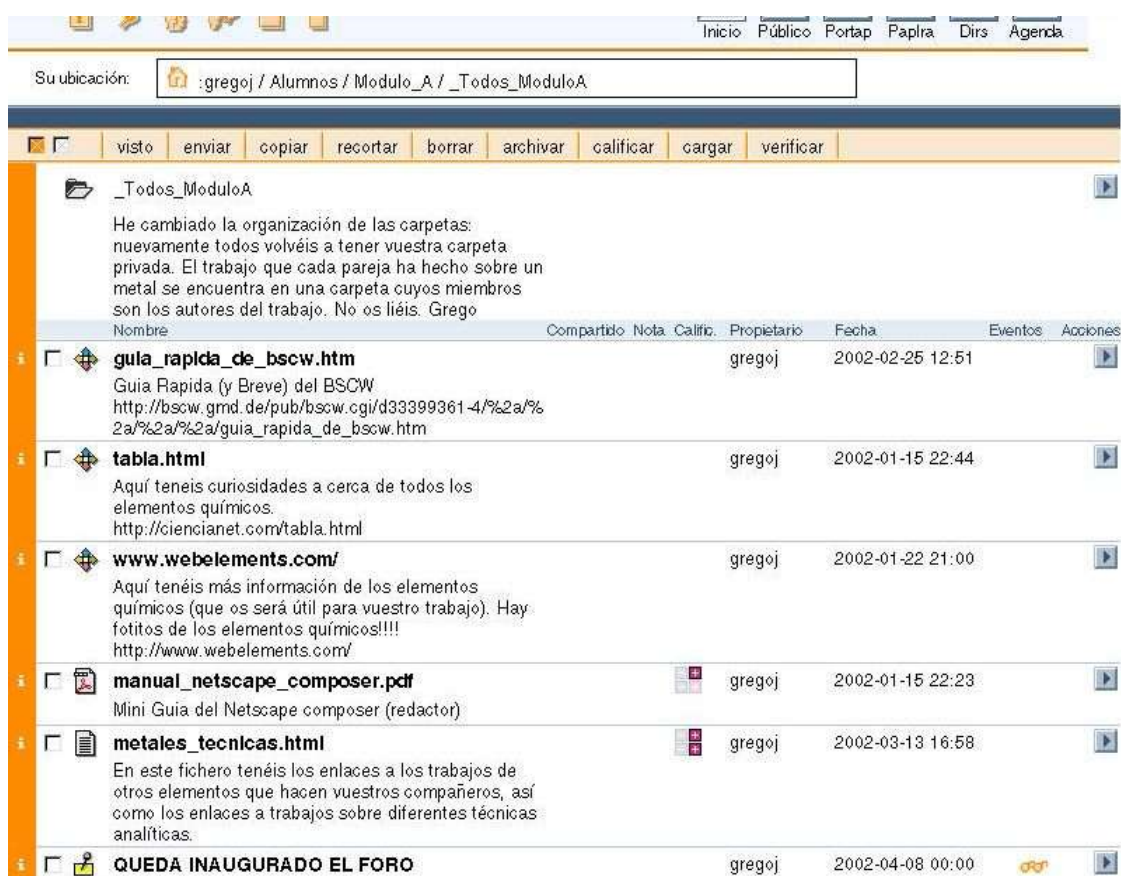 Inicio Público Portap Paplra Dirs Agenda
Su ubicación: :gregoj / Alumnos / Modulo_A / _Todos_ModuloA
visto enviar copiar recortar borrar archivar calificar cargar verificar
_Todos_ModuloA
He cambiado la organización de las carpetas:
nuevamente todos volvéis a tener vuestra carpeta
privada. El trabajo que cada pareja ha hecho sobre un
metal se encuentra en una carpeta cuyos miembros
son los autores del trabajo. No os liéis. Grego
Nombre Compartido Nota Calific. Propietario Fecha Eventos Acciones
guia_rapida_de_bscw.htm gregoj 2002-02-25 12:51
Guia Rapida (y Breve) del BSCW
http://bscw.gmd.de/pub/bscw.cgi/d33399361-4/%2a/%
2a/%2a/%2a/guia_rapida_de_bscw.htm
tabla.html gregoj 2002-01-15 22:44
Aquí teneis curiosidades a cerca de todos los
elementos químicos.
http://ciencianet.com/tabla.html
www.webelements.com/ gregoj 2002-01-22 21:00
Aquí tenéis más información de los elementos
químicos (que os será útil para vuestro trabajo). Hay
fotitos de los elementos químicos!!!!
http://www.webelements.com/
manual_netscape_composer.pdf gregoj 2002-01-15 22:23
Mini Guia del Netscape composer (redactor)
metales_tecnicas.html gregoj 2002-03-13 16:58
En este fichero tenéis los enlaces a los trabajos de
otros elementos que hacen vuestros compañeros, así
como los enlaces a trabajos sobre diferentes técnicas
analíticas.
QUEDA INAUGURADO EL FORO gregoj 2002-04-08 00:00